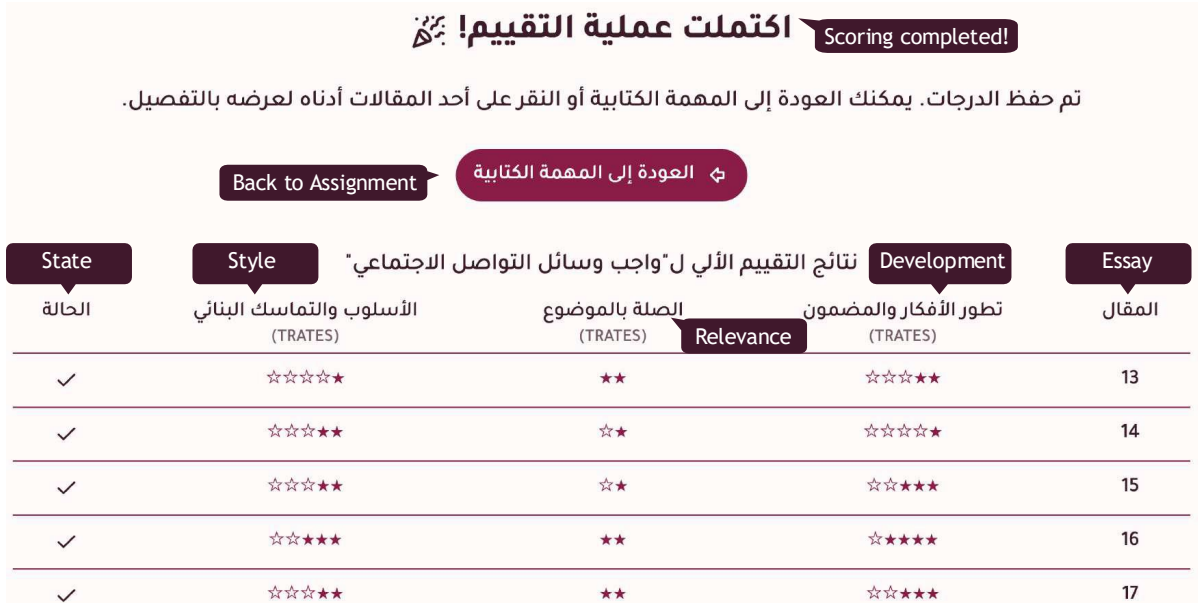 اكتملت عملية التقييم! 🎉
Scoring completed!
تم حفظ الدرجات. يمكنك العودة إلى المهمة الكتابية أو النقر على أحد المقالات أدناه لعرضه بالتفصيل.
العودة إلى المهمة الكتابية
Back to Assignment
نتائج التقييم الألي ل"واجب وسائل التواصل الاجتماعي"
Essay
Development
Style
State
المقال تطور الأفكار والمضمون الصلة بالموضوع الأسلوب والتماسك البنائي الحالة
(TRATES) (TRATES) (TRATES)
Relevance
13 ★★☆☆☆ ★★ ★☆☆☆☆ ✓
14 ★☆☆☆☆ ★☆ ★★☆☆☆ ✓
15 ★★★☆☆ ★☆ ★★☆☆☆ ✓
16 ★★★★☆ ★★ ★★★☆☆ ✓
17 ★★★☆☆ ★★ ★★☆☆☆ ✓